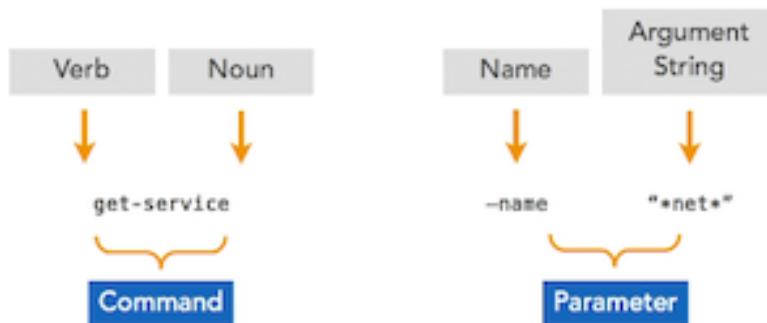 Verb
Noun
Name
Argument
String
get-service
–name
“*net*”
Command
Parameter